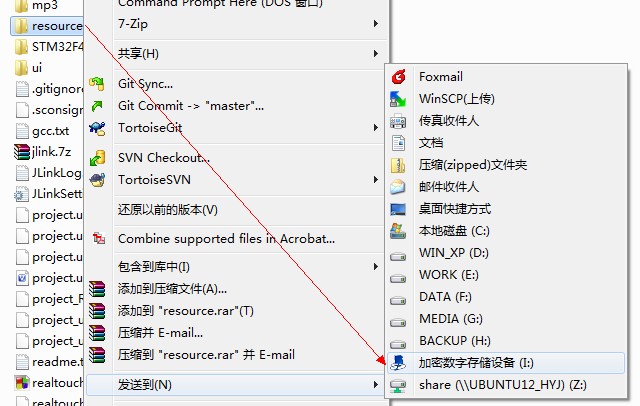 mp3
resource
STM32F4
ui
.gitignore
.sconsign
gcc.txt
jlink.7z
JLinkLog
JLinkSett
project.u
project.u
project.u
project.u
project_R
project_u
project_u
readme.t
realtouch
realtouch
Command Prompt Here (DOS 窗口)
7-Zip
共享(H)
Git Sync...
Git Commit -> "master"...
TortoiseGit
SVN Checkout...
TortoiseSVN
还原以前的版本(V)
Combine supported files in Acrobat...
包含到库中(I)
添加到压缩文件(A)...
添加到 "resource.rar"(T)
压缩并 E-mail...
压缩到 "resource.rar" 并 E-mail
发送到(N)
Foxmail
WinSCP(上传)
传真收件人
文档
压缩(zipped)文件夹
邮件收件人
桌面快捷方式
本地磁盘 (C:)
WIN_XP (D:)
WORK (E:)
DATA (F:)
MEDIA (G:)
BACKUP (H:)
加密数字存储设备 (I:)
share (\\UBUNTU12_HYJ) (Z:)